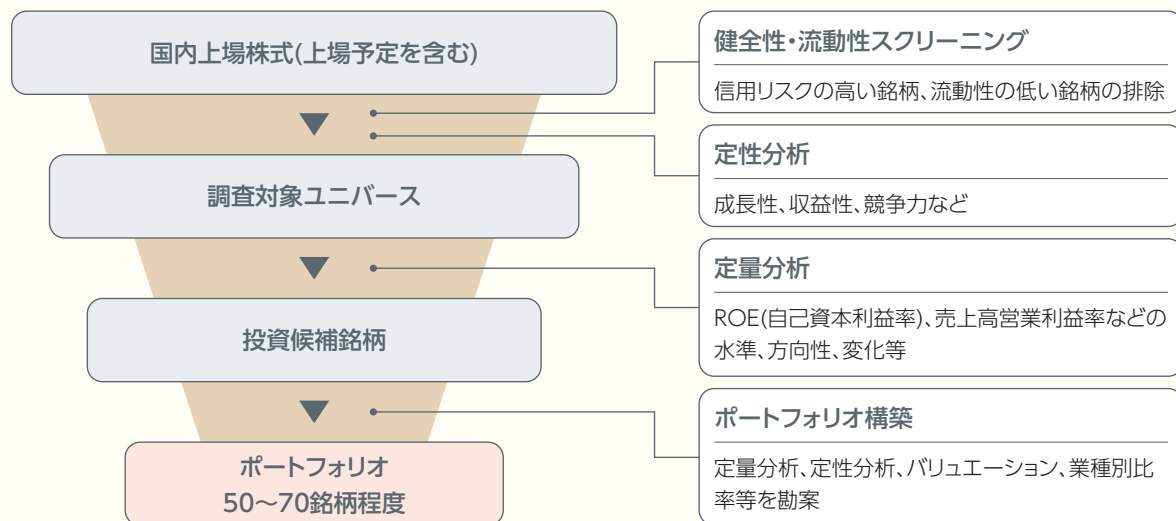 国内上場株式(上場予定を含む)
健全性・流動性スクリーニング
信用リスクの高い銘柄、流動性の低い銘柄の排除
定性分析
成長性、収益性、競争力など
調査対象ユニバース
定量分析
ROE(自己資本利益率)、売上高営業利益率などの
水準、方向性、変化等
投資候補銘柄
ポートフォリオ構築
定量分析、定性分析、バリュエーション、業種別比
率等を勘案
ポートフォリオ
50〜70銘柄程度